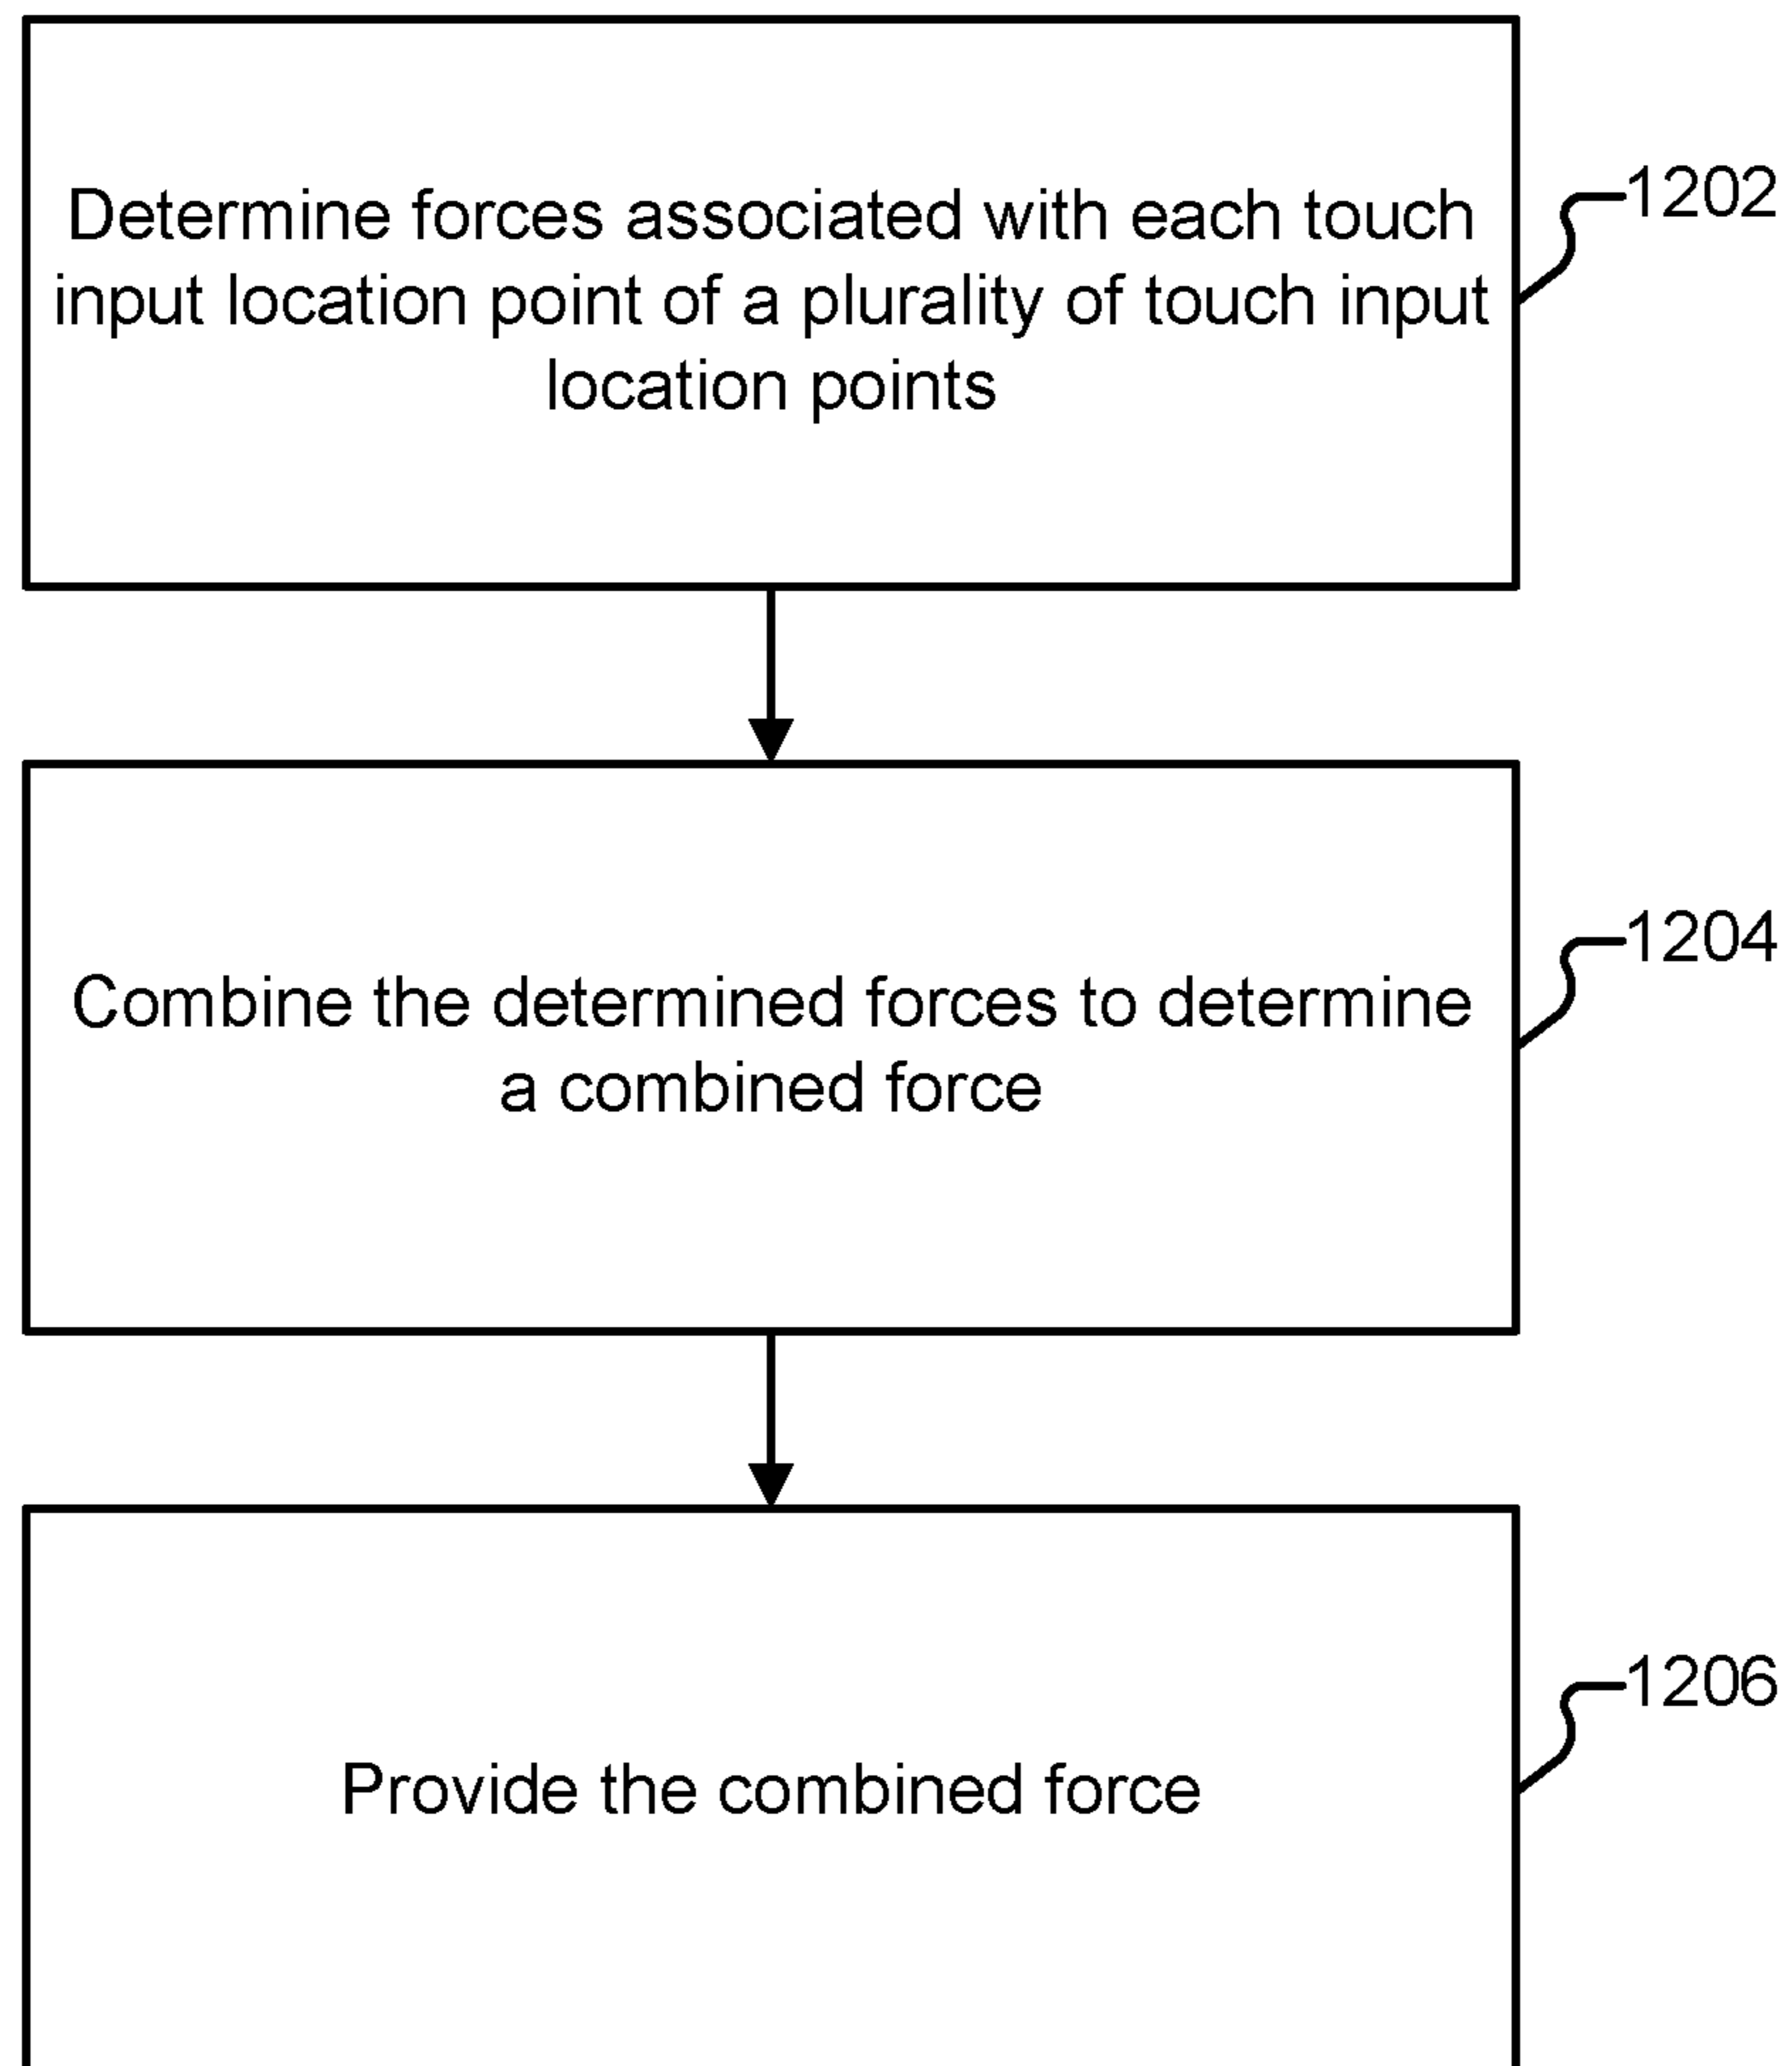 Determine forces associated with each touch
input location point of a plurality of touch input
location points
1202
Combine the determined forces to determine
a combined force
1204
Provide the combined force
1206